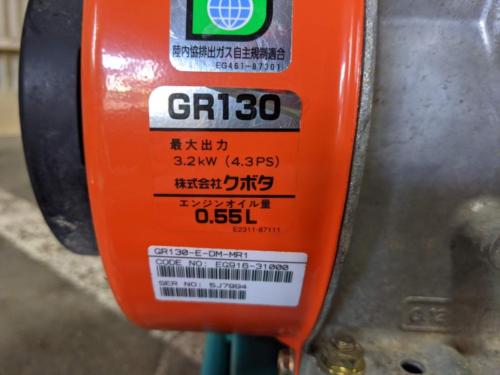 陸内協排出ガス自主規制適合
EG461-87301
GR130
最大出力
3.2kW (4.3PS)
株式会社クボタ
エンジンオイル量
0.55L
E2311-87111
GR130-E-DM-MR1
CODE NO: EG916-31000
SER NO: 5J7994